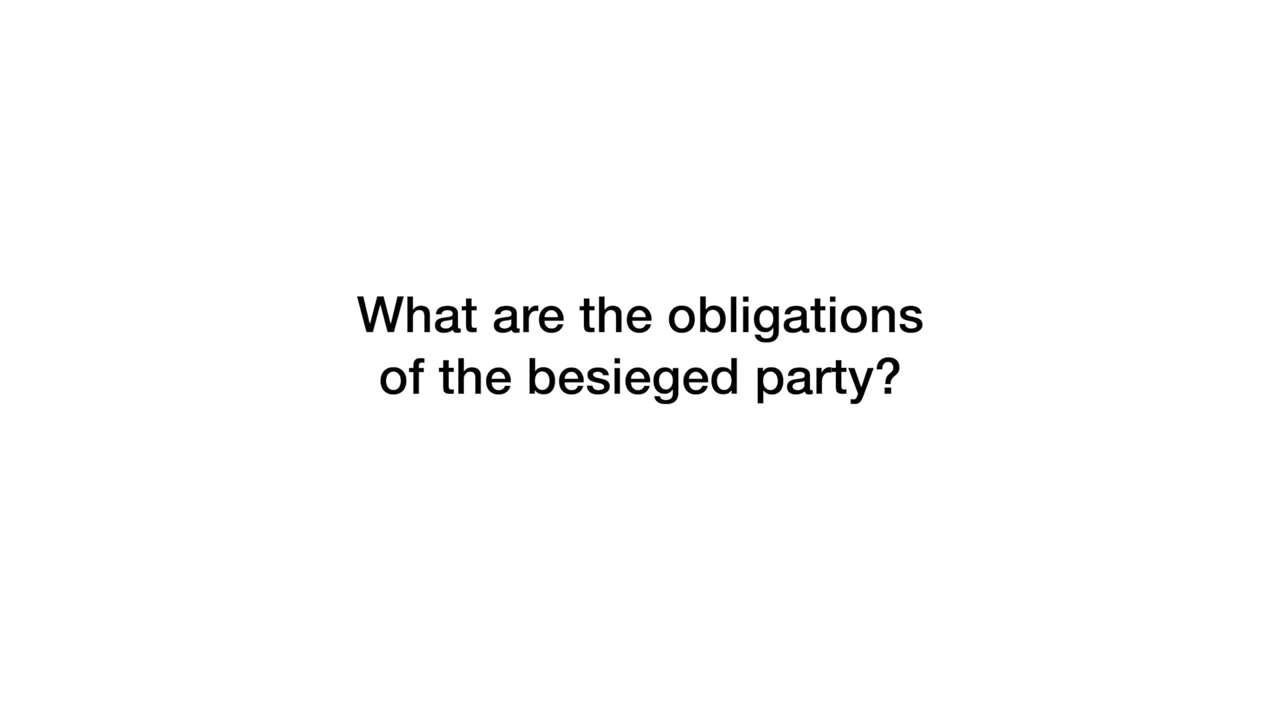 What are the obligations
of the besieged party?